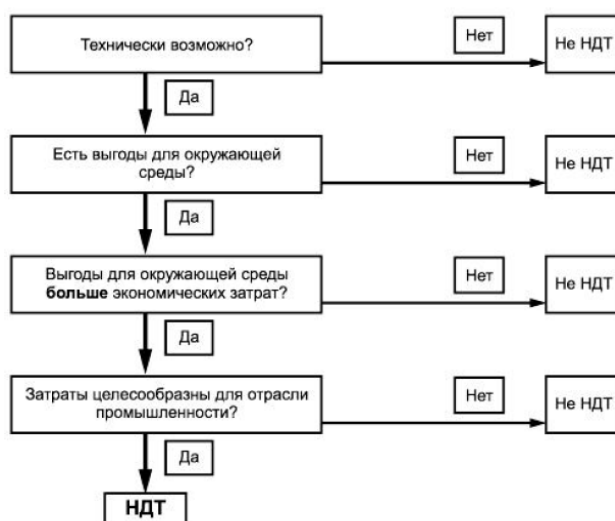 Технически возможно?
Нет
Не НДТ
Да
Есть выгоды для окружающей
среды?
Нет
Не НДТ
Да
Выгоды для окружающей среды
больше экономических затрат?
Нет
Не НДТ
Да
Затраты целесообразны для отрасли
промышленности?
Нет
Не НДТ
Да
НДТ